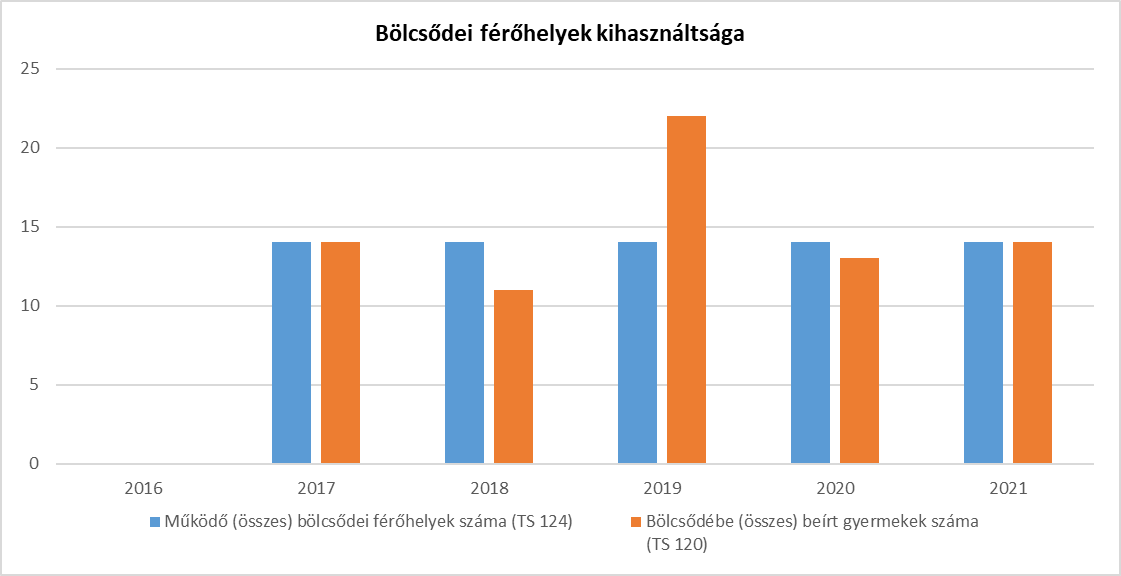 Bölcsődei férőhelyek kihasználtsága
25
20
15
10
5
0
2016 2017 2018 2019 2020 2021
Működő (összes) bölcsődei férőhelyek száma (TS 124)
Bölcsődébe (összes) beírt gyermekek száma
(TS 120)